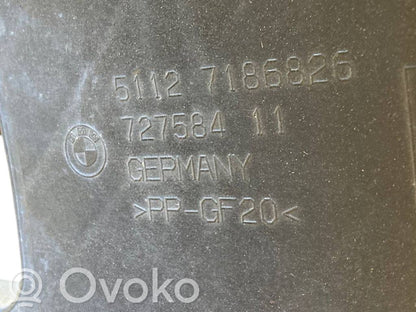 5112 7186826
727584 11
GERMANY
>PP-GF20<
Ovoko